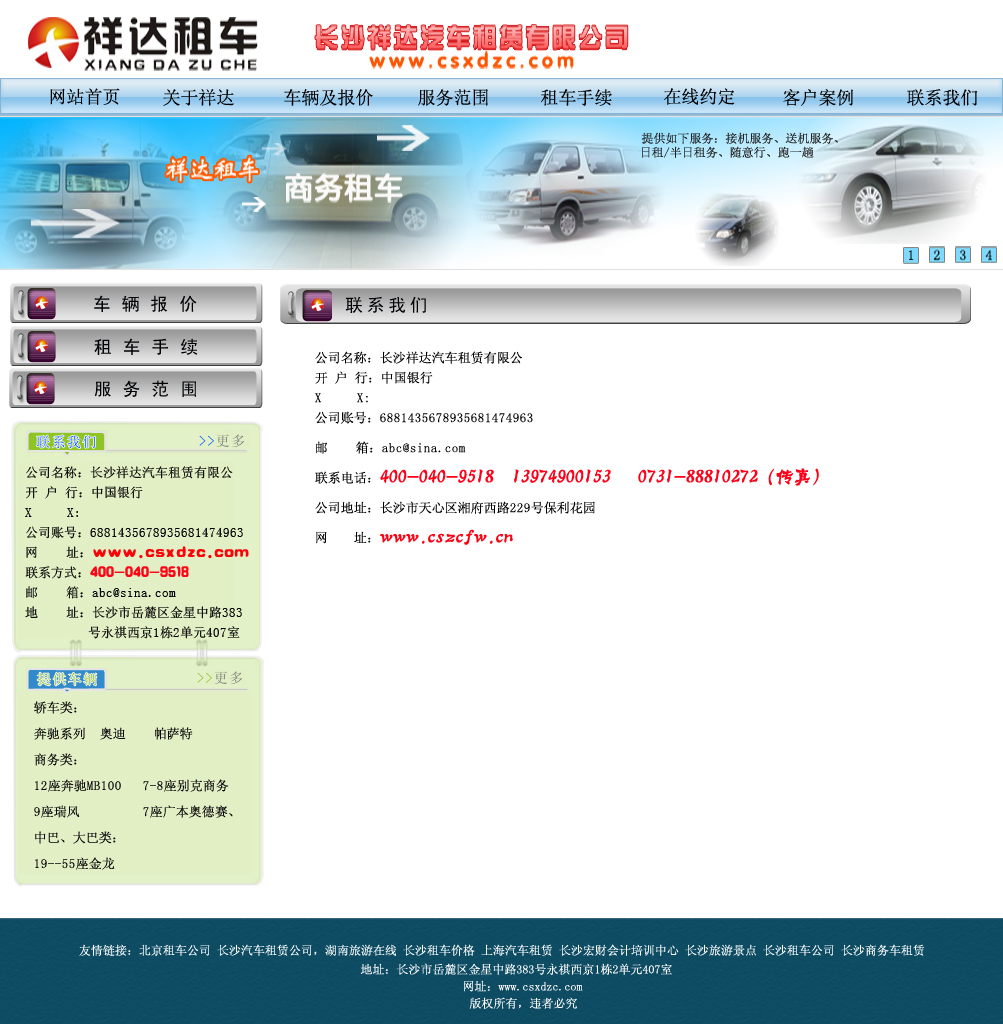 祥达租车
XIANG DA ZU CHE
长沙祥达汽车租赁有限公司
www.csxdzc.com
网站首页 关于祥达 车辆及报价 服务范围 租车手续 在线约定 客户案例 联系我们
提供如下服务: 接机服务、送机服务、
日租/半日租务、随意行、跑一趟
祥达租车
商务租车
1 2 3 4
车辆报价
租车手续
服务范围
联系我们 >>更多
公司名称: 长沙祥达汽车租赁有限公
开 户 行: 中国银行
X X:
公司账号: 6881435678935681474963
网 址: www.csxdzc.com
联系方式: 400-040-9518
邮 箱: abc@sina.com
地 址: 长沙市岳麓区金星中路383
号永祺西京1栋2单元407室
提供车辆 >>更多
轿车类:
奔驰系列 奥迪 帕萨特
商务类:
12座奔驰MB100 7-8座别克商务
9座瑞风 7座广本奥德赛、
中巴、大巴类:
19--55座金龙
联系我们
公司名称: 长沙祥达汽车租赁有限公
开 户 行: 中国银行
X X:
公司账号: 6881435678935681474963
邮 箱: abc@sina.com
联系电话: 400-040-9518 13974900153 0731-88810272 (传真)
公司地址: 长沙市天心区湘府西路229号保利花园
网 址: www.cszcfw.cn
友情链接: 北京租车公司 长沙汽车租赁公司, 湖南旅游在线 长沙租车价格 上海汽车租赁 长沙宏财会计培训中心 长沙旅游景点 长沙租车公司 长沙商务车租赁
地址: 长沙市岳麓区金星中路383号永祺西京1栋2单元407室
网址: www.csxdzc.com
版权所有, 违者必究